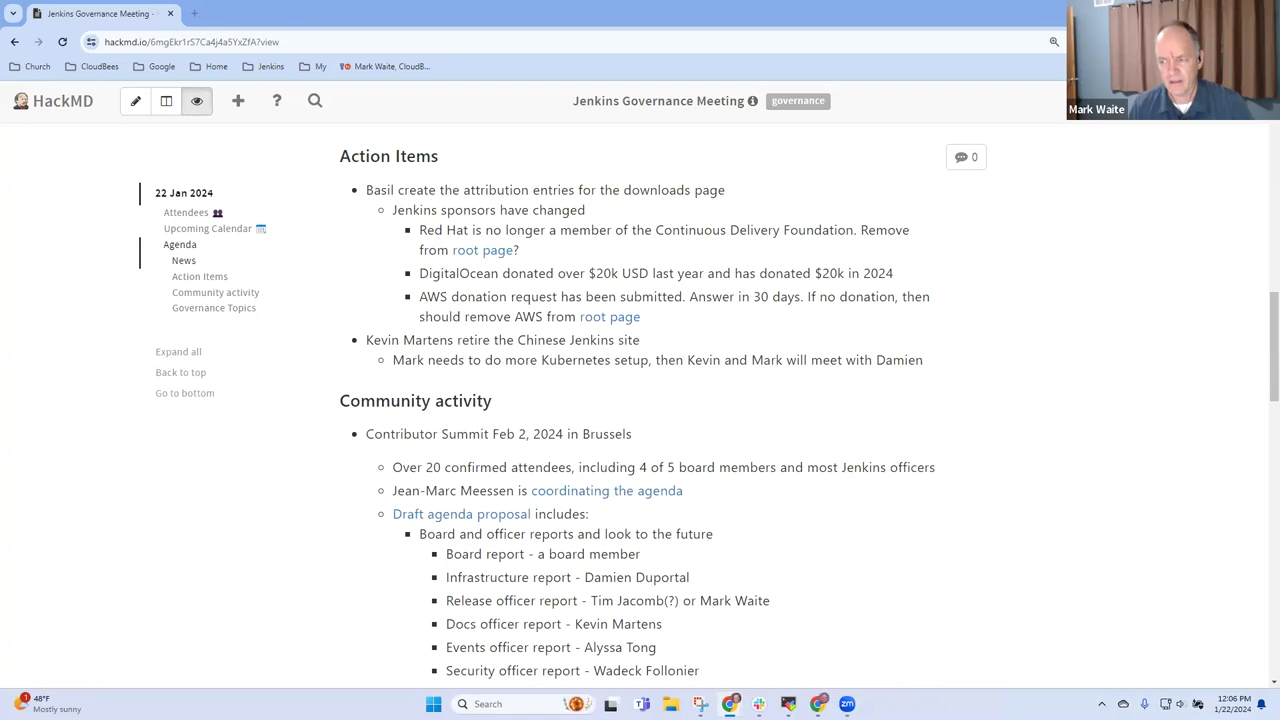 Jenkins Governance Meeting -
hackmd.io/6mgEkr1rS7Ca4j4a5YxZfA?view
Church CloudBees Google Home Jenkins My Mark Waite, CloudB...
HackMD
Jenkins Governance Meeting governance
Mark Waite
22 Jan 2024
Attendees
Upcoming Calendar
Agenda
News
Action Items
Community activity
Governance Topics
Expall all
Back to top
Go to bottom
Action Items
0
• Basil create the attribution entries for the downloads page
Jenkins sponsors have changed
Red Hat is no longer a member of the Continuous Delivery Foundation. Remove
from root page?
DigitalOcean donated over $20k USD last year and has donated $20k in 2024
AWS donation request has been submitted. Answer in 30 days. If no donation, then
should remove AWS from root page
• Kevin Martens retire the Chinese Jenkins site
Mark needs to do more Kubernetes setup, then Kevin and Mark will meet with Damien
Community activity
• Contributor Summit Feb 2, 2024 in Brussels
Over 20 confirmed attendees, including 4 of 5 board members and most Jenkins officers
Jean-Marc Meessen is coordinating the agenda
Draft agenda proposal includes:
Board and officer reports and look to the future
Board report - a board member
Infrastructure report - Damien Duportal
Release officer report - Tim Jacomb(?) or Mark Waite
Docs officer report - Kevin Martens
Events officer report - Alyssa Tong
Security officer report - Wadeck Follonier
1
48°F
Mostly sunny
Search
zm
12:06 PM
1/22/2024